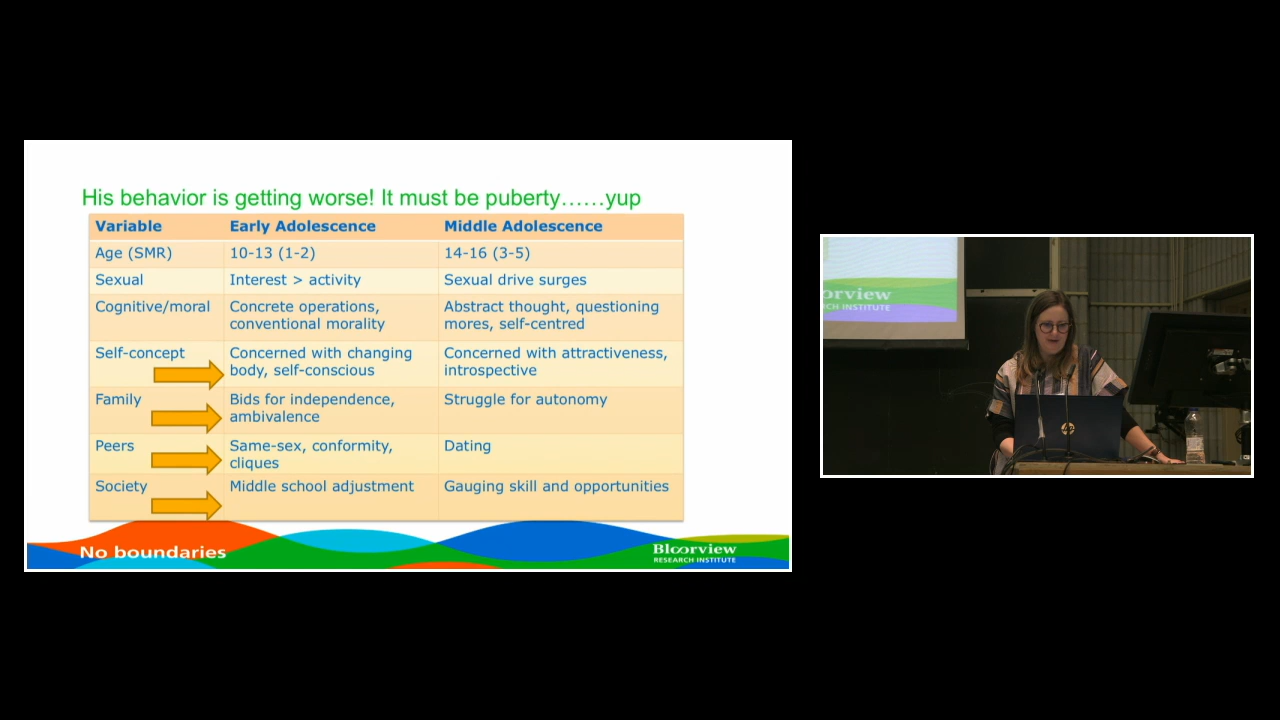 His behavior is getting worse! It must be puberty……yup
Variable Early Adolescence Middle Adolescence
Age (SMR) 10-13 (1-2) 14-16 (3-5)
Sexual Interest > activity Sexual drive surges
Cognitive/moral Concrete operations, Abstract thought, questioning
conventional morality mores, self-centred
Self-concept Concerned with changing Concerned with attractiveness,
body, self-conscious introspective
Family Bids for independence, Struggle for autonomy
ambivalence
Peers Same-sex, conformity, Dating
cliques
Society Middle school adjustment Gauging skill and opportunities
No boundaries
Bloorview
RESEARCH INSTITUTE
orview
RCH INSTITUTE
hp